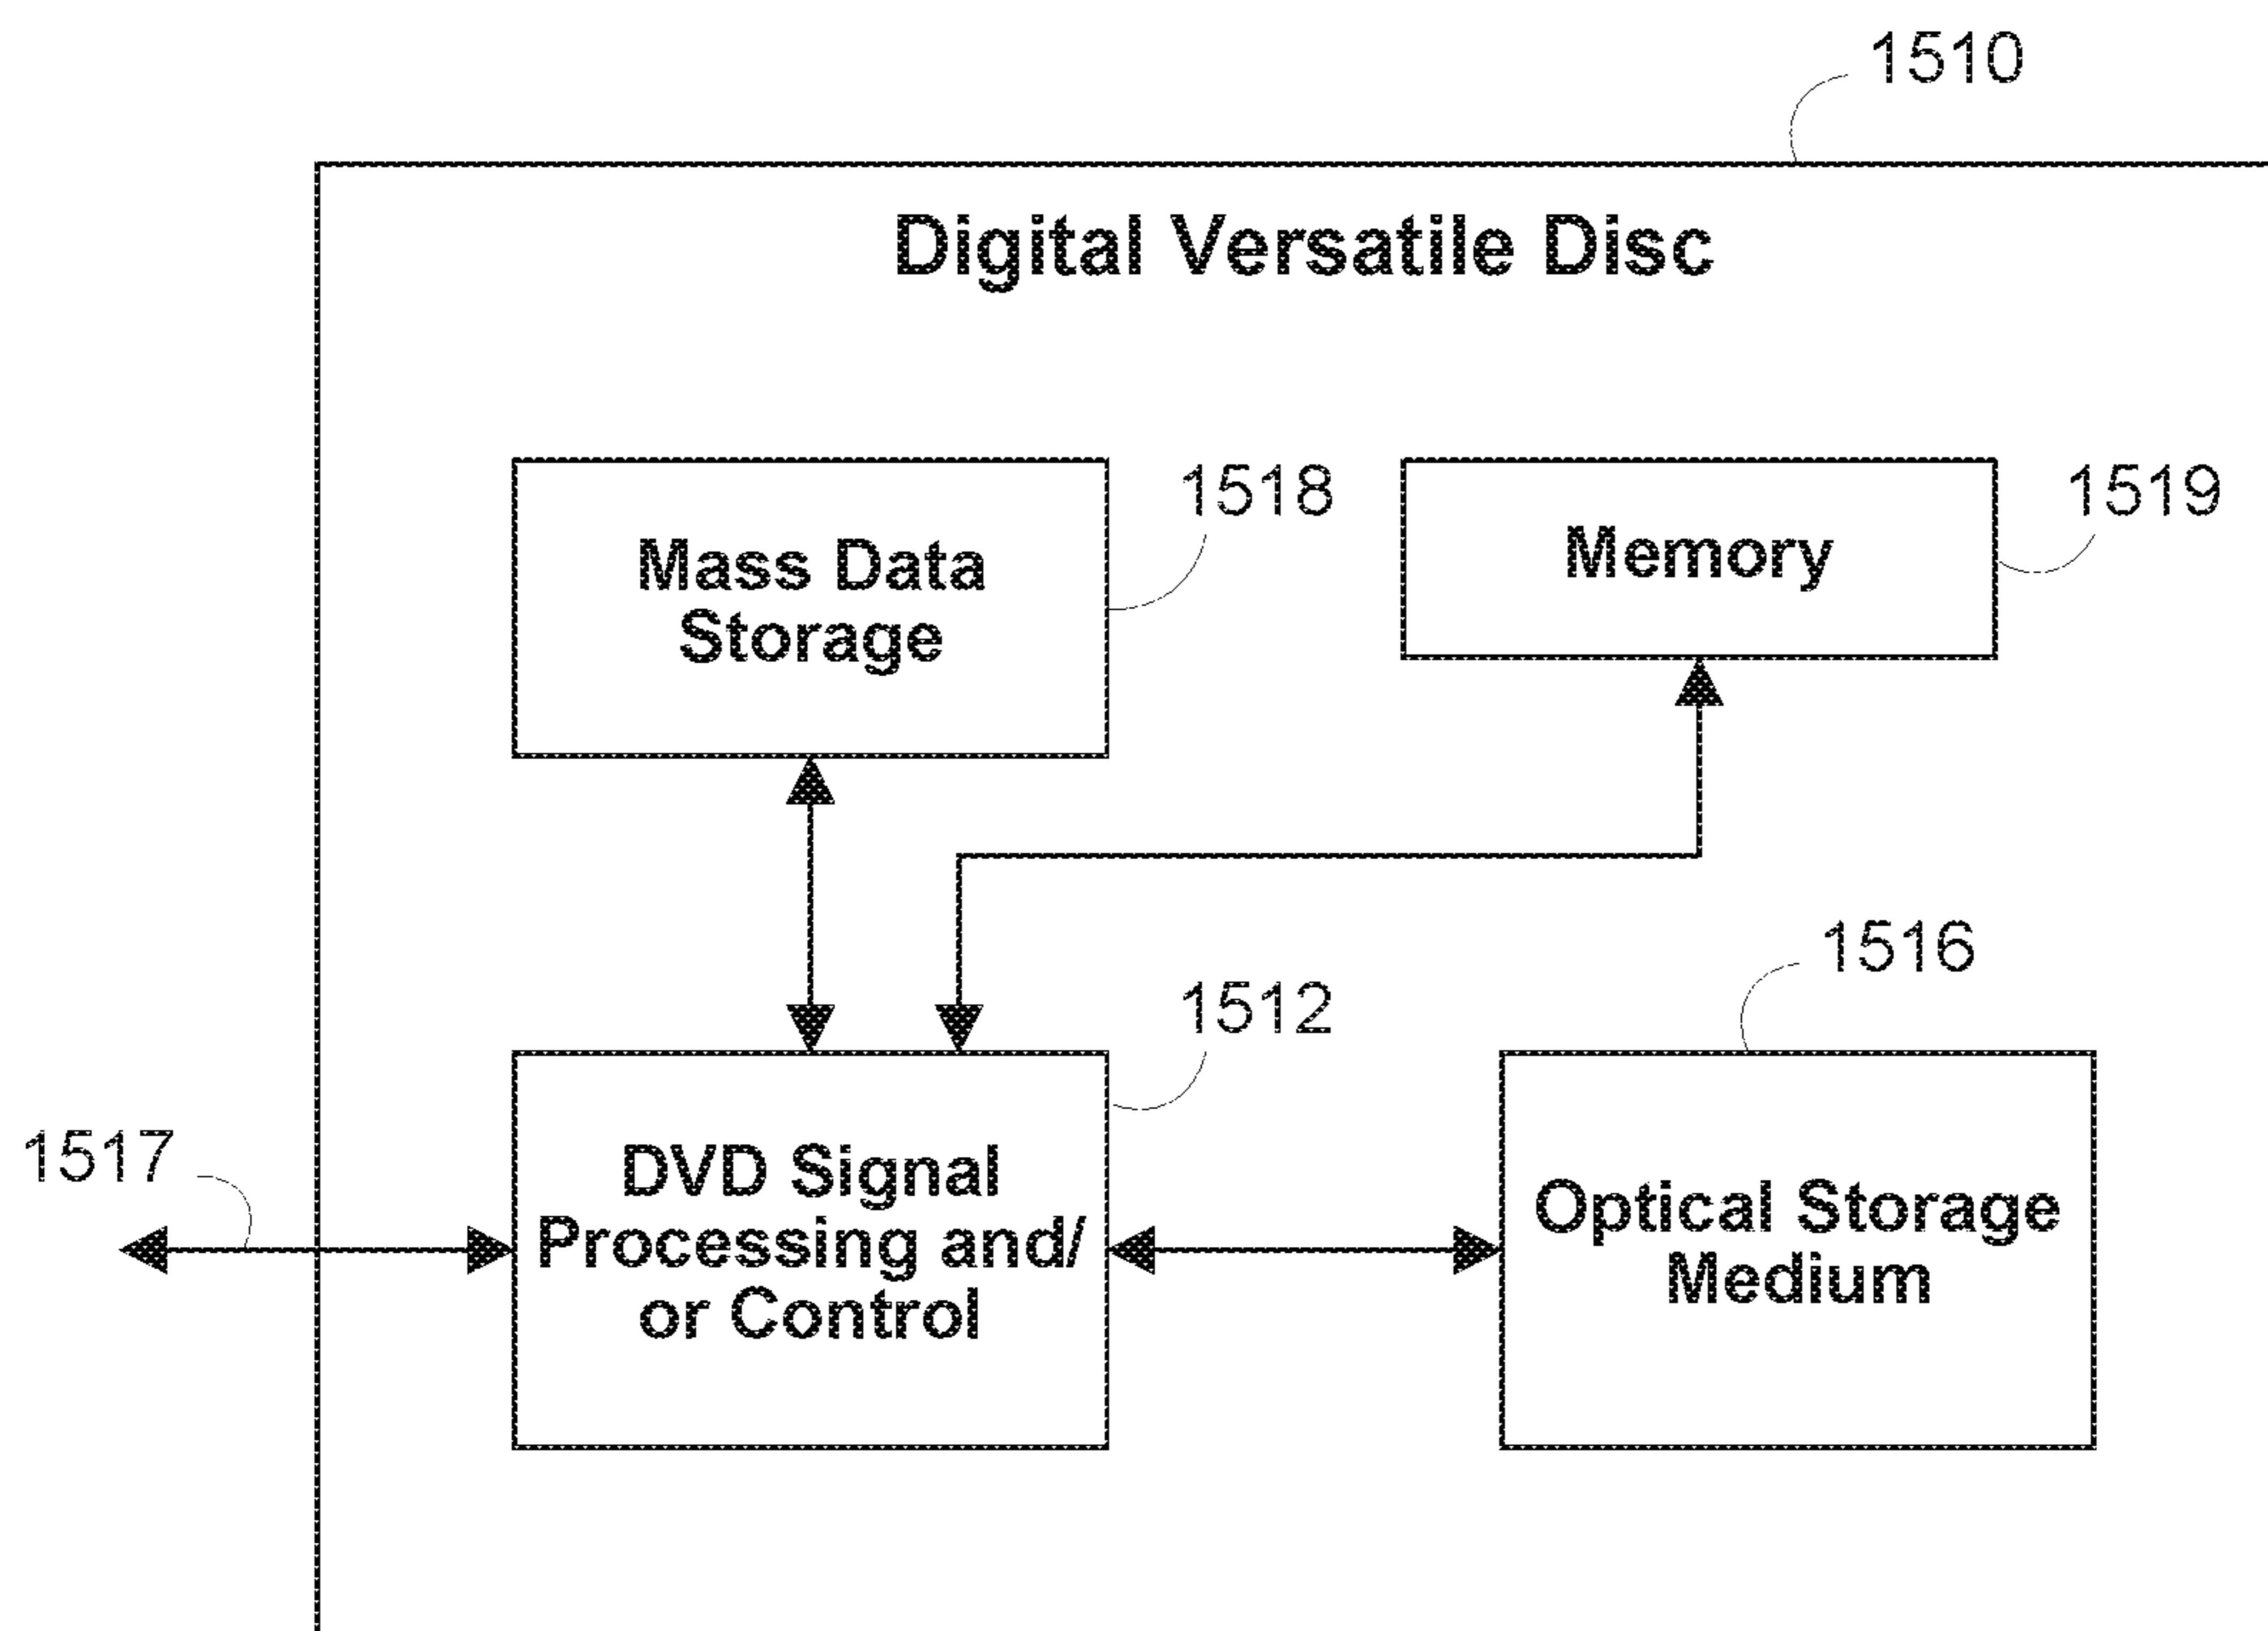 1510
Digital Versatile Disc
1518
1519
Mass Data
Storage
Memory
1516
1512
1517
DVD Signal
Processing and/
or Control
Optical Storage
Medium